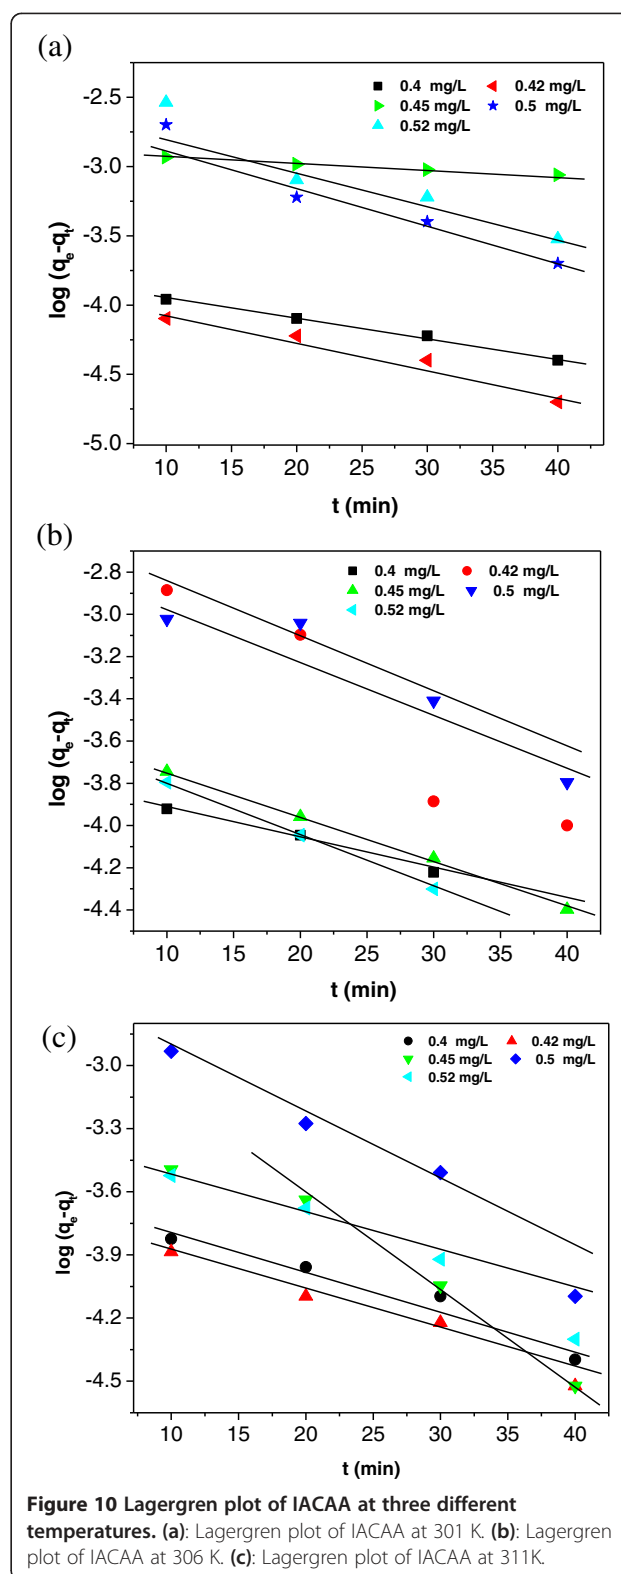 (a)
0.4 mg/L
0.42 mg/L
0.45 mg/L
0.5 mg/L
0.52 mg/L
-2.5
-3.0
-3.5
-4.0
-4.5
-5.0
log (qe-qt)
10 15 20 25 30 35 40
t (min)
(b)
0.4 mg/L
0.42 mg/L
0.45 mg/L
0.5 mg/L
0.52 mg/L
-2.8
-3.0
-3.2
-3.4
-3.6
-3.8
-4.0
-4.2
-4.4
log (qe-qt)
10 15 20 25 30 35 40
t (min)
(c)
0.4 mg/L
0.42 mg/L
0.45 mg/L
0.5 mg/L
0.52 mg/L
-3.0
-3.3
-3.6
-3.9
-4.2
-4.5
log (qe-qt)
10 15 20 25 30 35 40
t (min)
Figure 10 Lagergren plot of IACAA at three different
temperatures. (a): Lagergren plot of IACAA at 301 K. (b): Lagergren
plot of IACAA at 306 K. (c): Lagergren plot of IACAA at 311K.